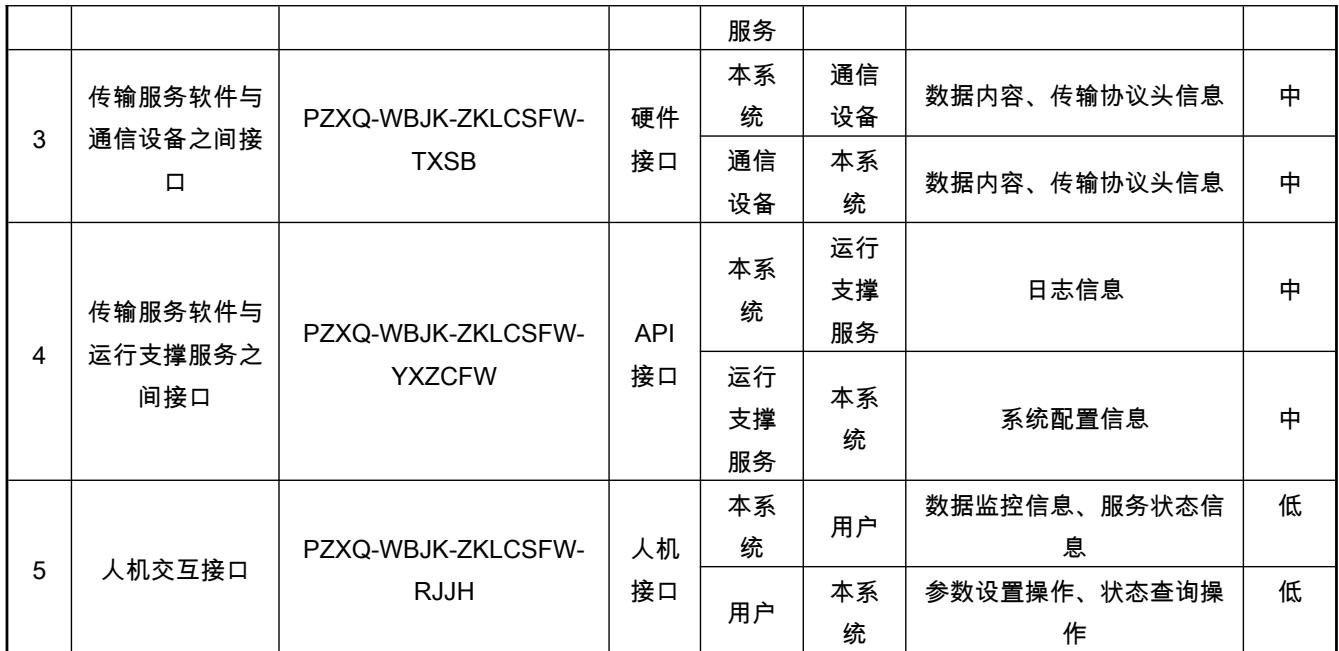 服务
3
传输服务软件与
通信设备之间接
口
PZXQ-WBJK-ZKLCSFW-
TXSB
硬件
接口
本系
统
通信
设备
数据内容、传输协议头信息
中
通信
设备
本系
统
数据内容、传输协议头信息
中
4
传输服务软件与
运行支撑服务之
间接口
PZXQ-WBJK-ZKLCSFW-
YXZCFW
API
接口
本系
统
运行
支撑
服务
日志信息
中
运行
支撑
服务
本系
统
系统配置信息
中
5
人机交互接口
PZXQ-WBJK-ZKLCSFW-
RJJH
人机
接口
本系
统
用户
数据监控信息、服务状态信
息
低
用户
本系
统
参数设置操作、状态查询操
作
低